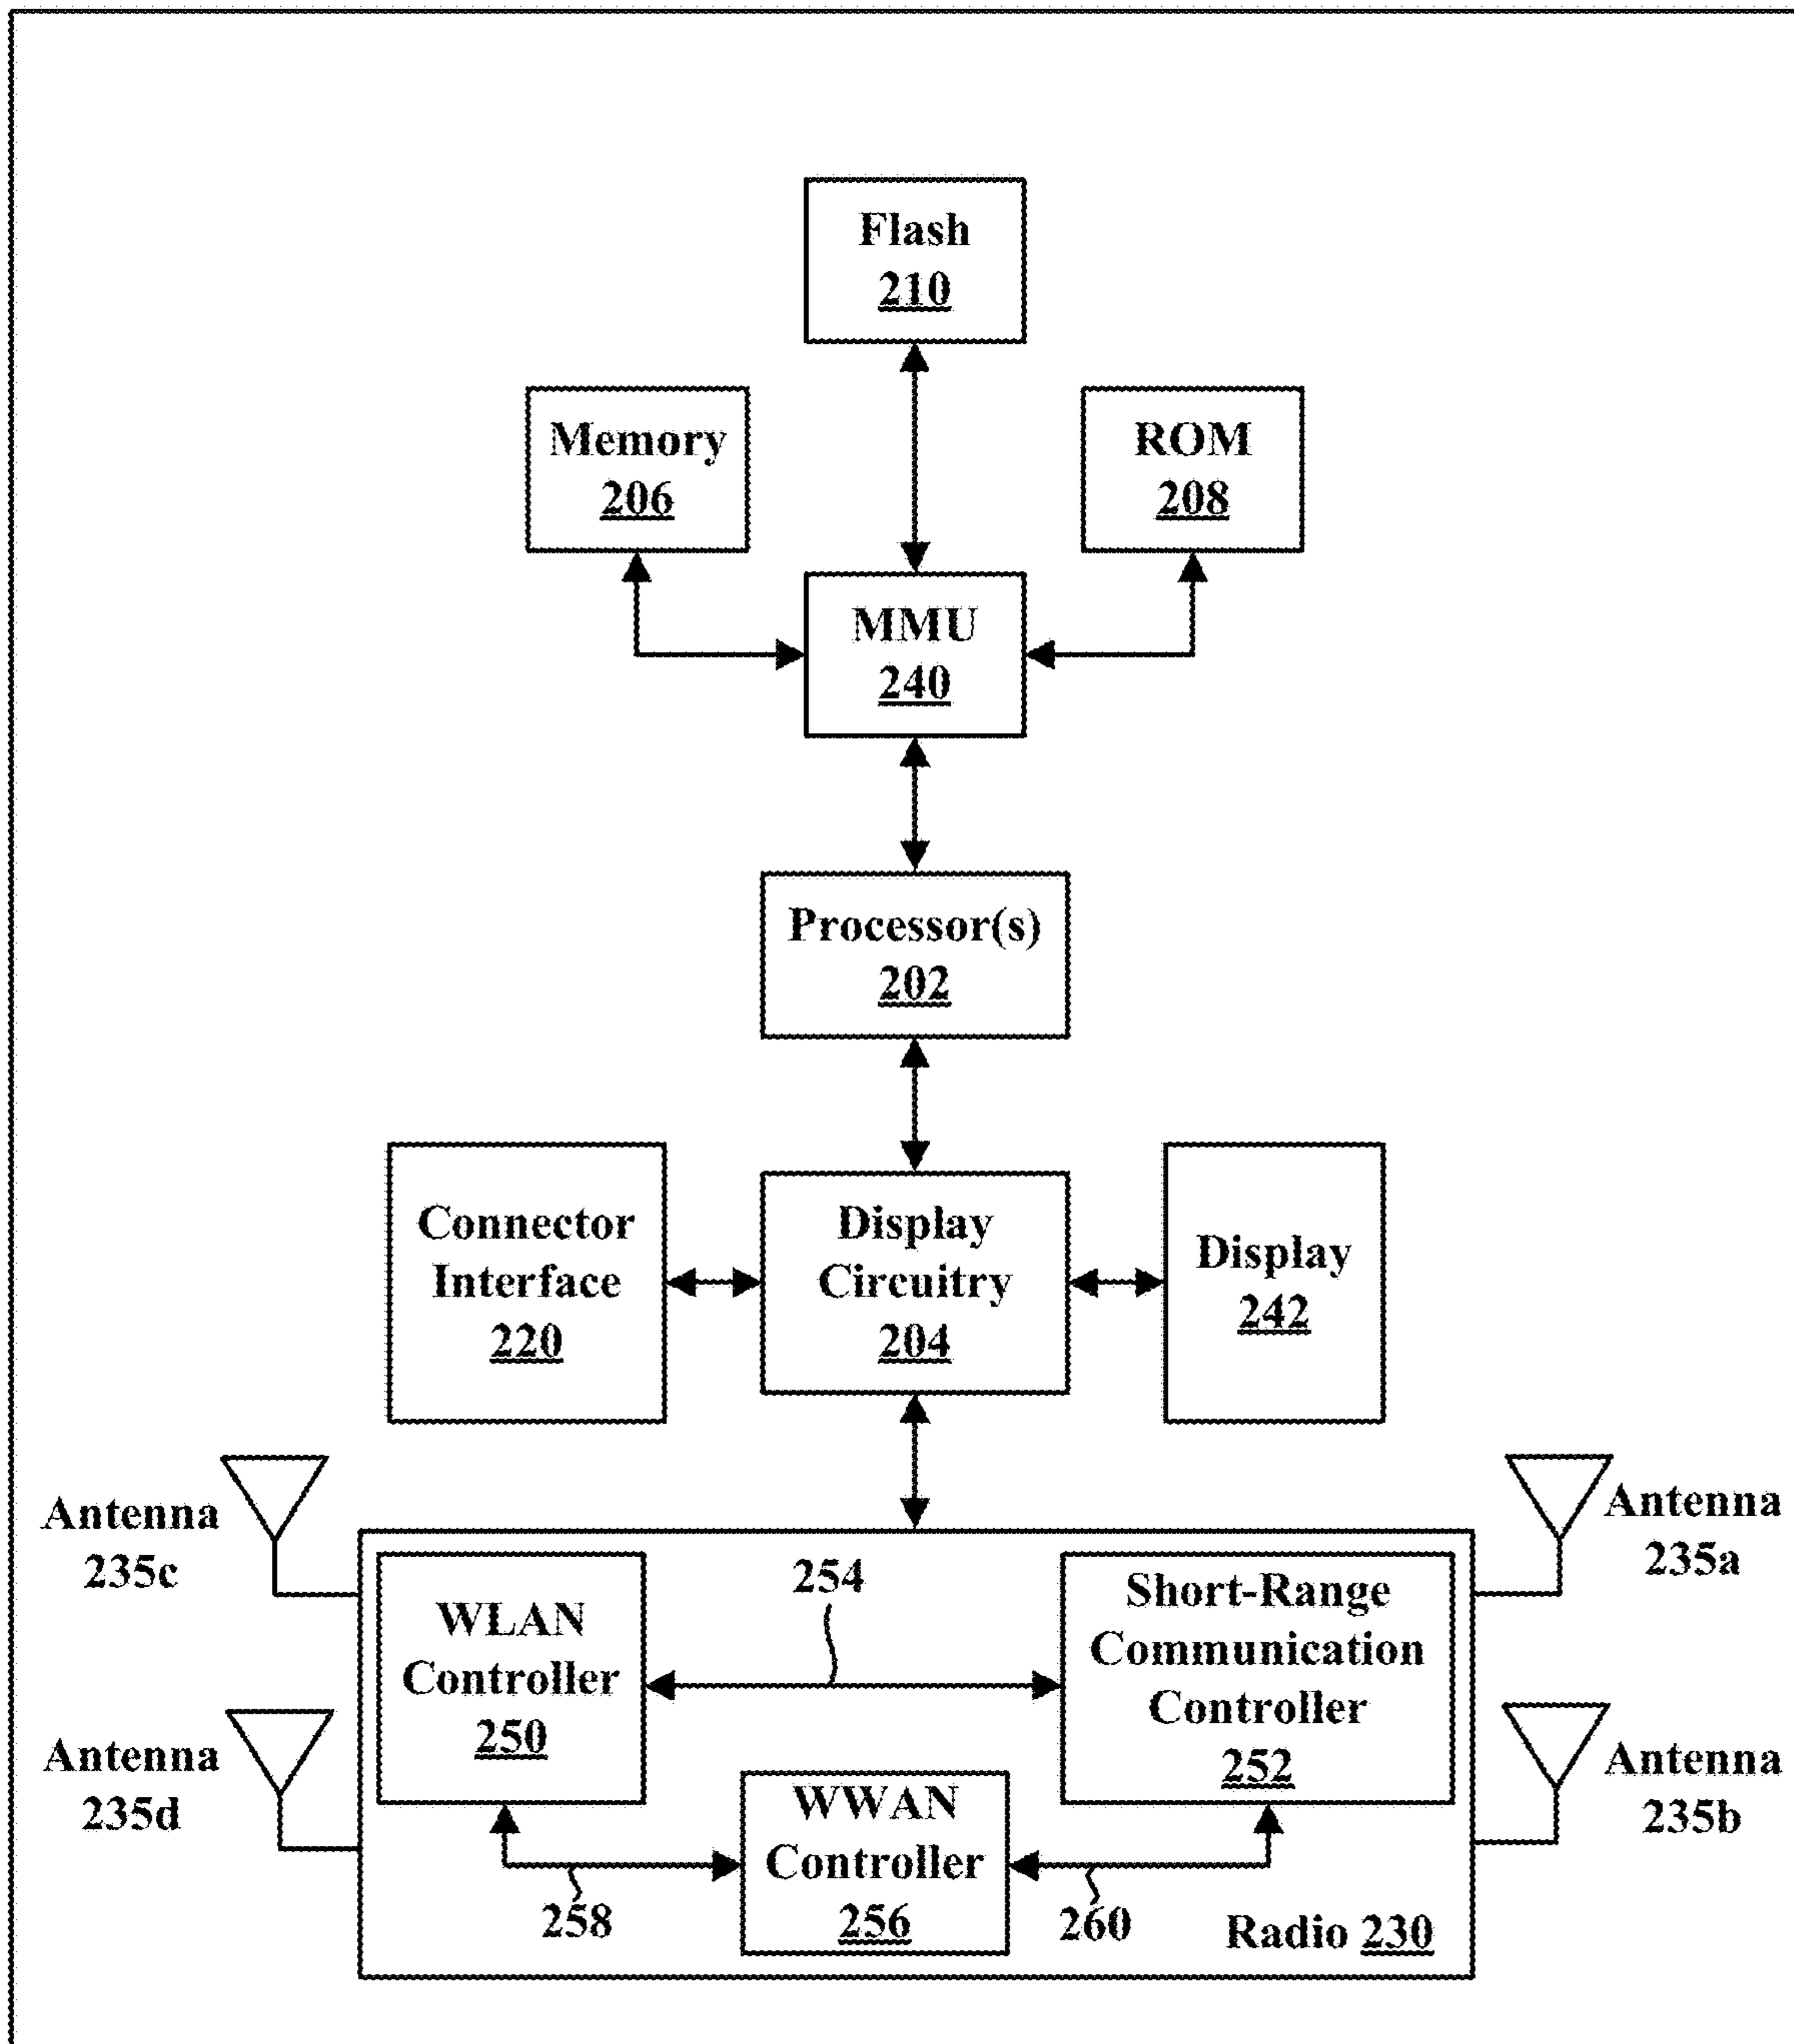 Flash
210
Memory
206
ROM
208
MMU
240
Processor(s)
202
Connector
Interface
220
Display
Circuitry
204
Display
242
Antenna
235c
Antenna
235a
254
WLAN
Controller
250
Short-Range
Communication
Controller
252
Antenna
235d
Antenna
235b
WWAN
Controller
256
258
260
Radio 230